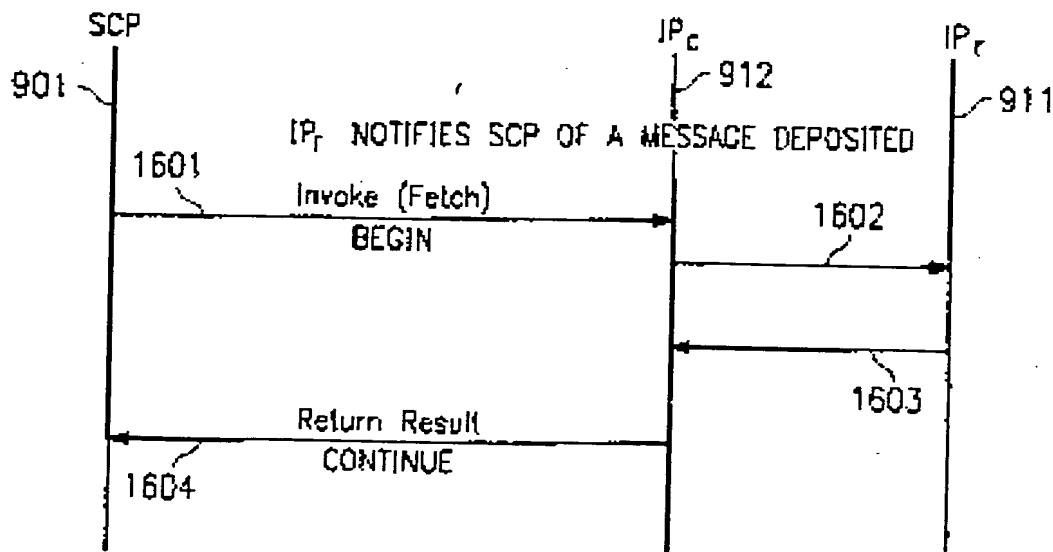 SCP
IPc
IPr
901
912
911
IPr NOTIFIES SCP OF A MESSAGE DEPOSITED
1601
Invoke (Fetch)
BEGIN
1602
1603
Return Result
CONTINUE
1604